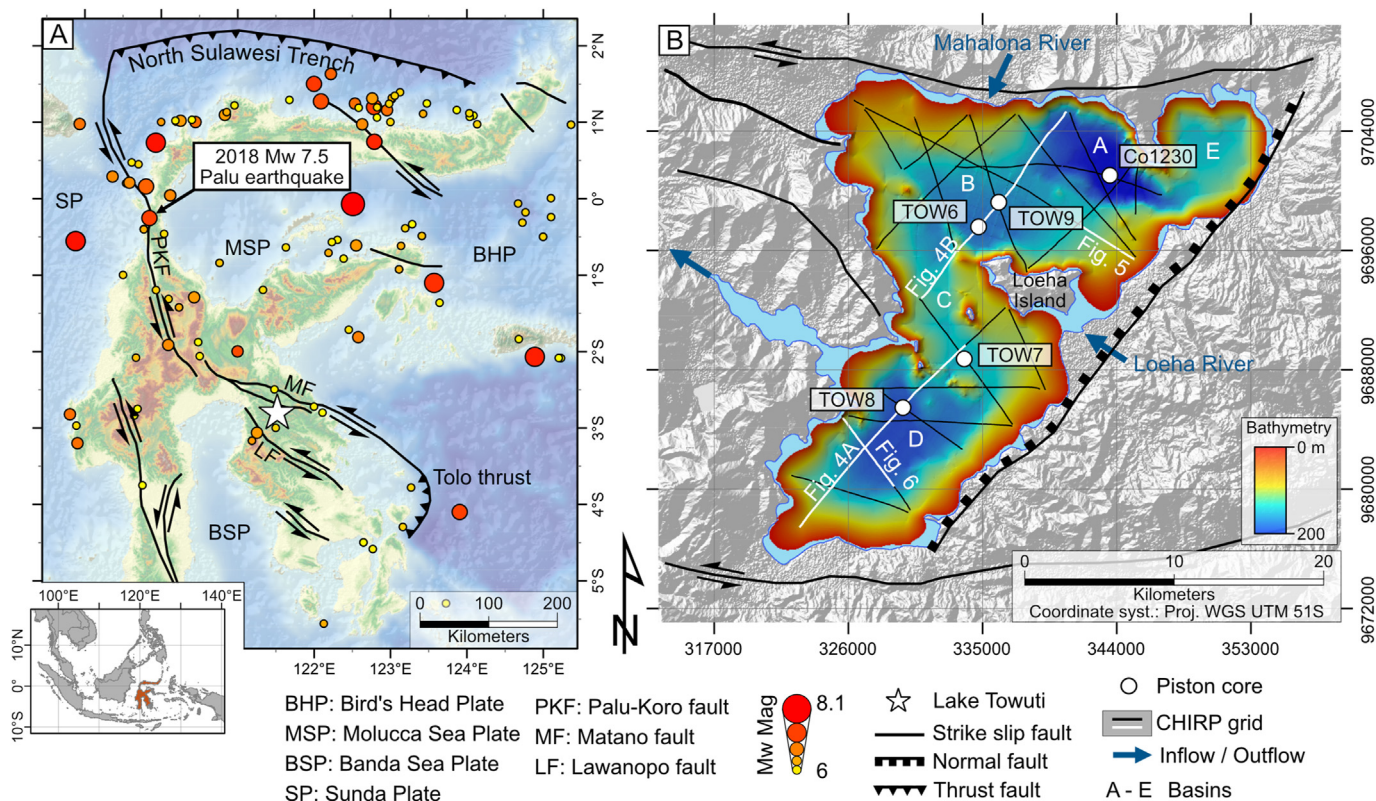 A
North Sulawesi Trench
2018 Mw 7.5
Palu earthquake
SP
PKF
MSP
BHP
MF
LF
Tolo thrust
BSP
2°N
1°N
0°
1°S
2°S
3°S
4°S
5°S
0 100 200
Kilometers
122°E 123°E 124°E 125°E
100°E 120°E 140°E
10°N
0°
10°S
N
B
Mahalona River
A
Co1230
E
B
TOW6
TOW9
Fig. 4B
Fig. 5
Loeha
Island
C
TOW7
Loeha River
TOW8
D
Fig. 4A
Fig. 6
Bathymetry
0 m
200
0 10 20
Kilometers
Coordinate syst.: Proj. WGS UTM 51S
9704000
9696000
9688000
9680000
9672000
317000 326000 335000 344000 353000
BHP: Bird's Head Plate
MSP: Molucca Sea Plate
BSP: Banda Sea Plate
SP: Sunda Plate
PKF: Palu-Koro fault
MF: Matano fault
LF: Lawanopo fault
Mw Mag
8.1
6
Lake Towuti
Strike slip fault
Normal fault
Thrust fault
Piston core
CHIRP grid
Inflow / Outflow
A - E Basins